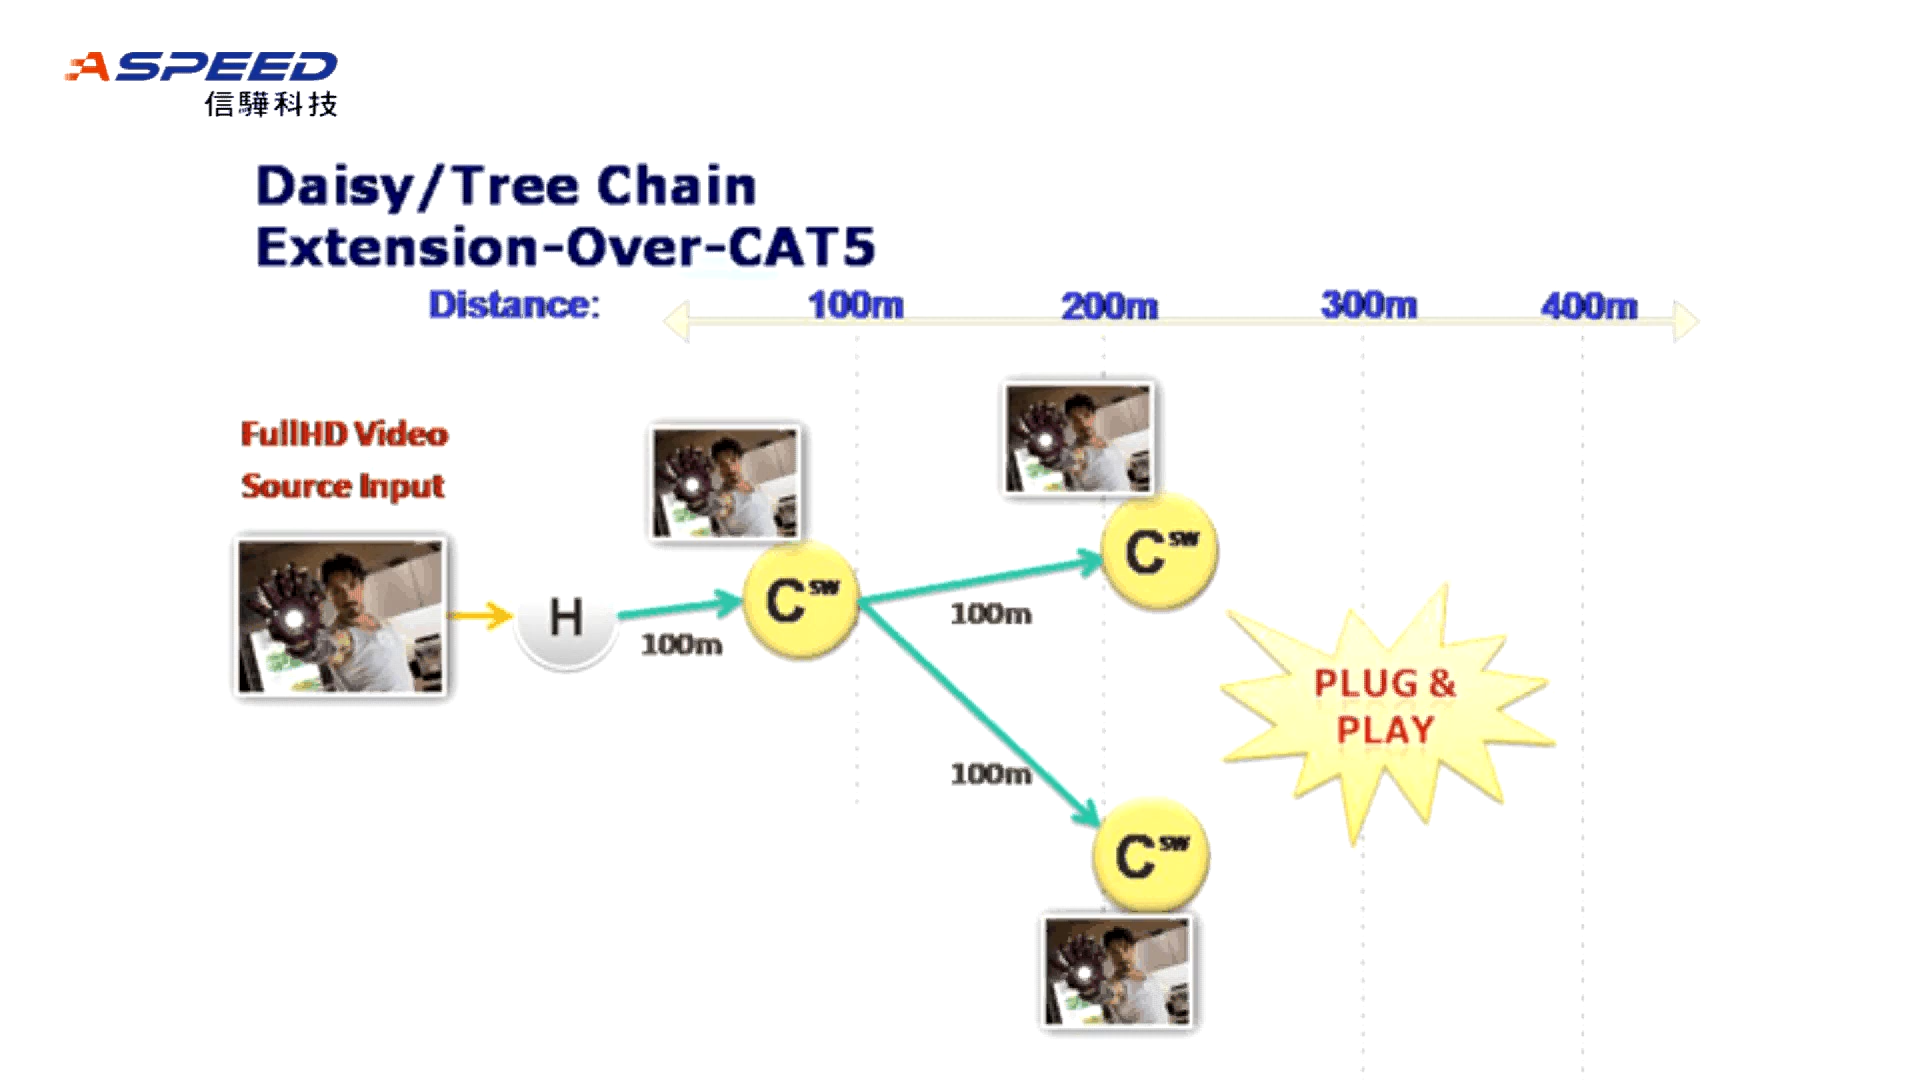 ASPEED
信驊科技
Daisy/Tree Chain
Extension-Over-CAT5
Distance:
100m
200m
300m
400m
FullHD Video
Source Input
H
100m
C SW
100m
C SW
100m
C SW
PLUG &
PLAY